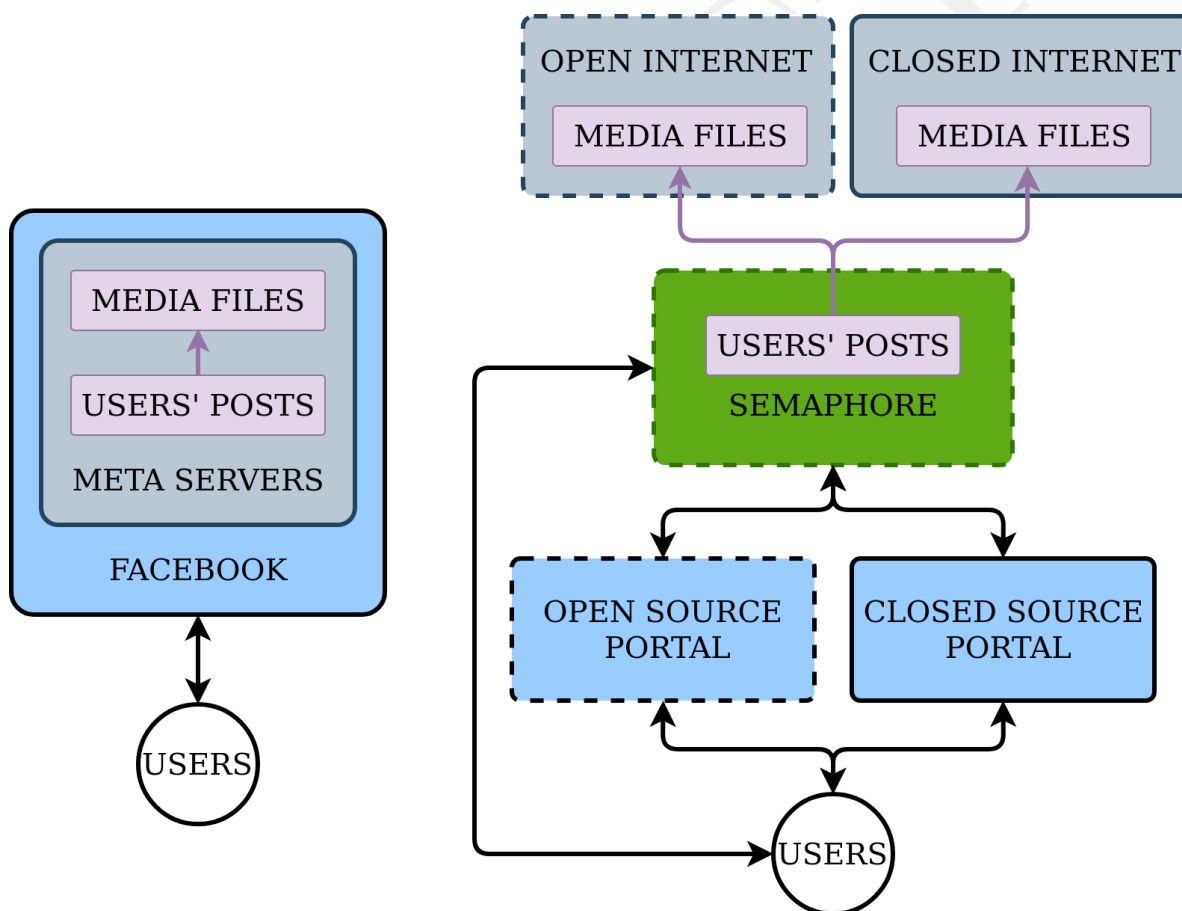 MEDIA FILES
USERS' POSTS
META SERVERS
FACEBOOK
USERS
OPEN INTERNET
MEDIA FILES
CLOSED INTERNET
MEDIA FILES
USERS' POSTS
SEMAPHORE
OPEN SOURCE
PORTAL
CLOSED SOURCE
PORTAL
USERS